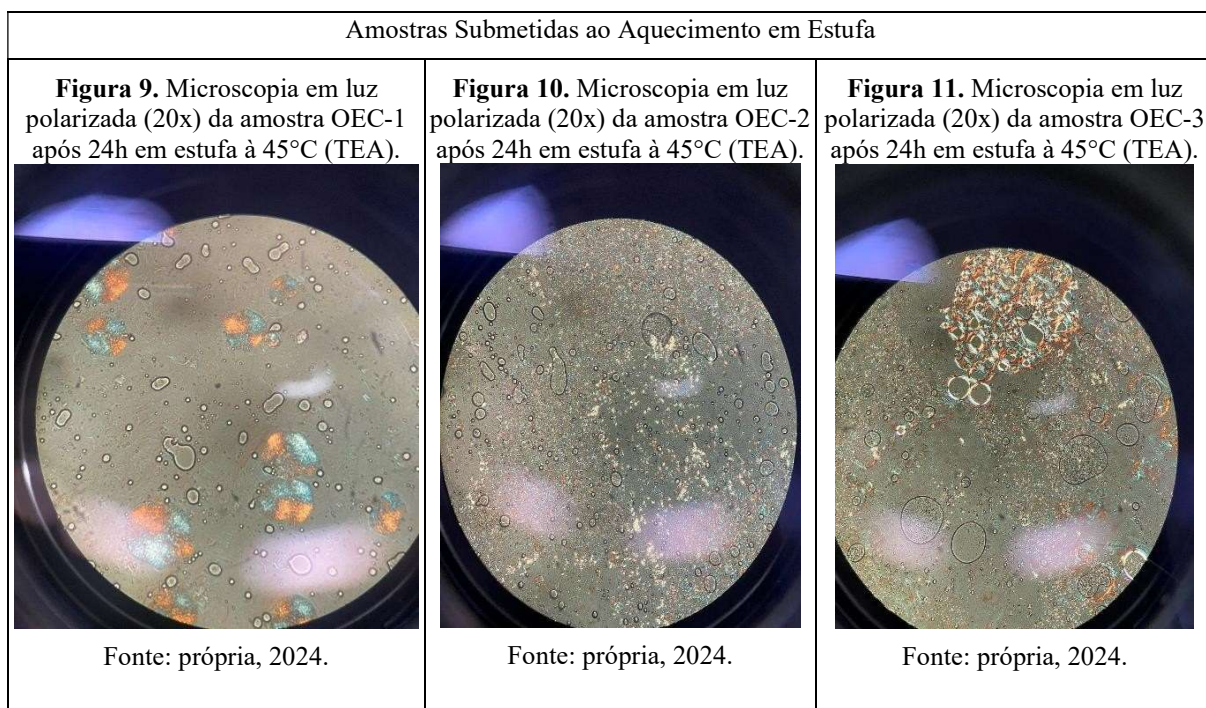 Amostras Submetidas ao Aquecimento em Estufa
Figura 9. Microscopia em luz
polarizada (20x) da amostra OEC-1
após 24h em estufa à 45°C (TEA).
Fonte: própria, 2024.
Figura 10. Microscopia em luz
polarizada (20x) da amostra OEC-2
após 24h em estufa à 45°C (TEA).
Fonte: própria, 2024.
Figura 11. Microscopia em luz
polarizada (20x) da amostra OEC-3
após 24h em estufa à 45°C (TEA).
Fonte: própria, 2024.